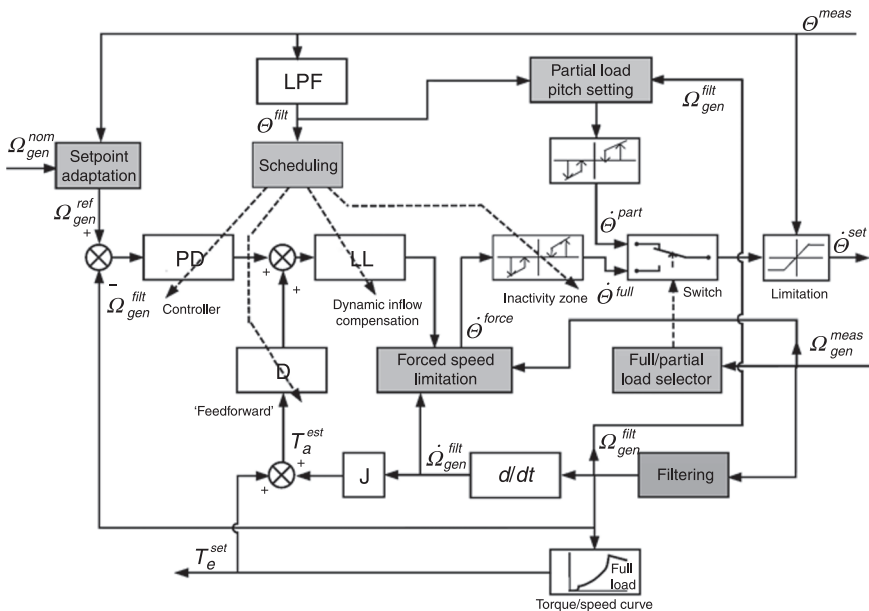 Θ^meas
LPF
Partial load
pitch setting
Ω_gen^filt
Θ^filt
Ω_gen^nom
Setpoint
adaptation
Scheduling
Ω_gen^ref
Θ̇^part
Θ̇^set
+
PD
+
LL
−
Ω_gen^filt
Controller
+
Dynamic inflow
compensation
Inactivity zone
Θ̇^full
Switch
Limitation
Θ̇^force
D
Forced speed
limitation
Full/partial
load selector
Ω_gen^meas
'Feedforward'
T_a^est
Ω̇_gen^filt
Ω_gen^filt
+
+
J
d/dt
Filtering
T_e^set
Full
load
Torque/speed curve